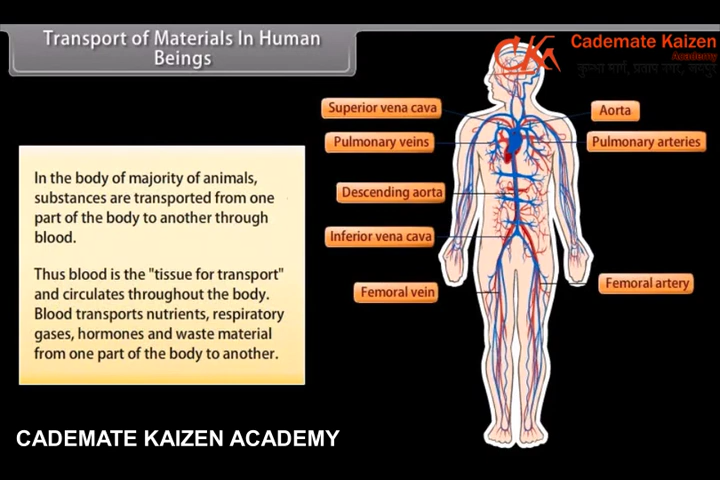 Transport of Materials In Human
Beings
Cademate Kaizen
Academy
Superior vena cava
Aorta
Pulmonary veins
Pulmonary arteries
Descending aorta
Inferior vena cava
Femoral vein
Femoral artery
In the body of majority of animals,
substances are transported from one
part of the body to another through
blood.
Thus blood is the "tissue for transport"
and circulates throughout the body.
Blood transports nutrients, respiratory
gases, hormones and waste material
from one part of the body to another.
CADEMATE KAIZEN ACADEMY